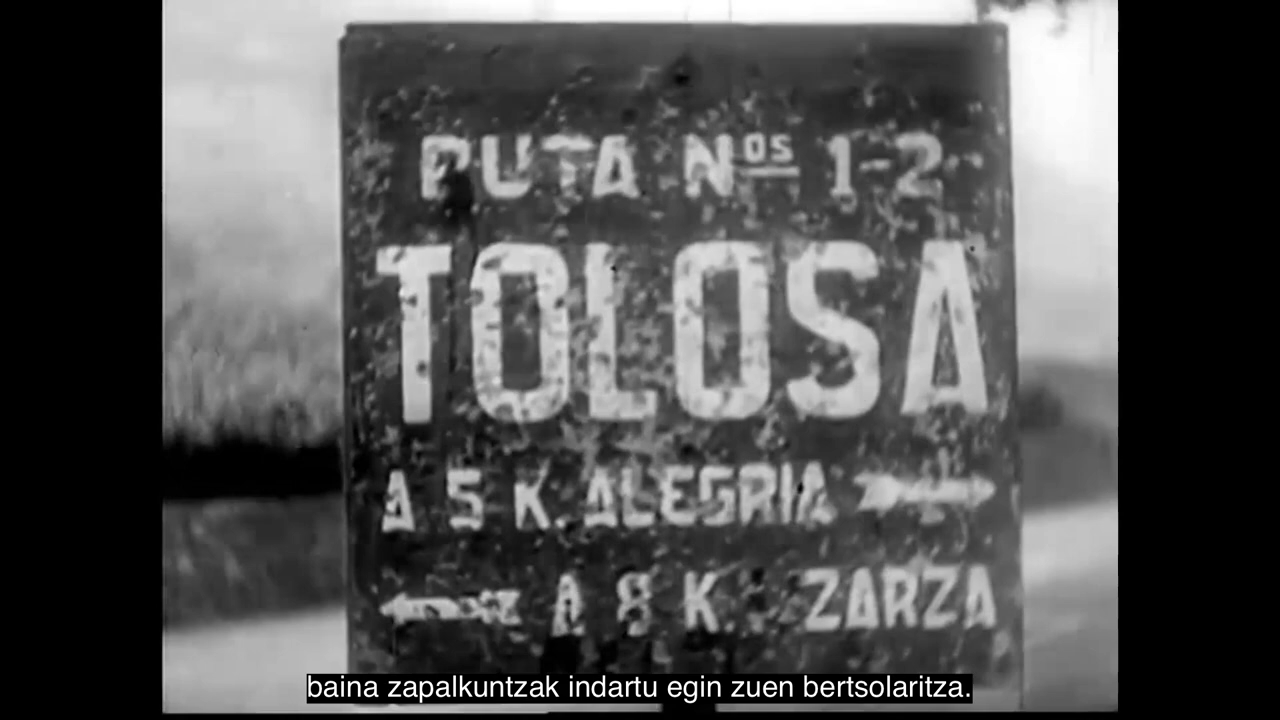 RUTA Nos 1-2
TOLOSA
A 5 K. ALEGRIA
A 8 K. ZARZA
baina zapalkuntzak indartu egin zuen bertsolaritza.